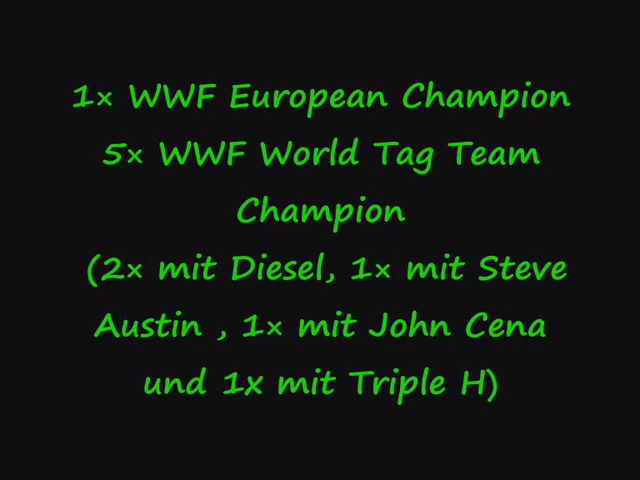 1× WWF European Champion
5× WWF World Tag Team
Champion
(2× mit Diesel, 1× mit Steve
Austin , 1× mit John Cena
und 1x mit Triple H)